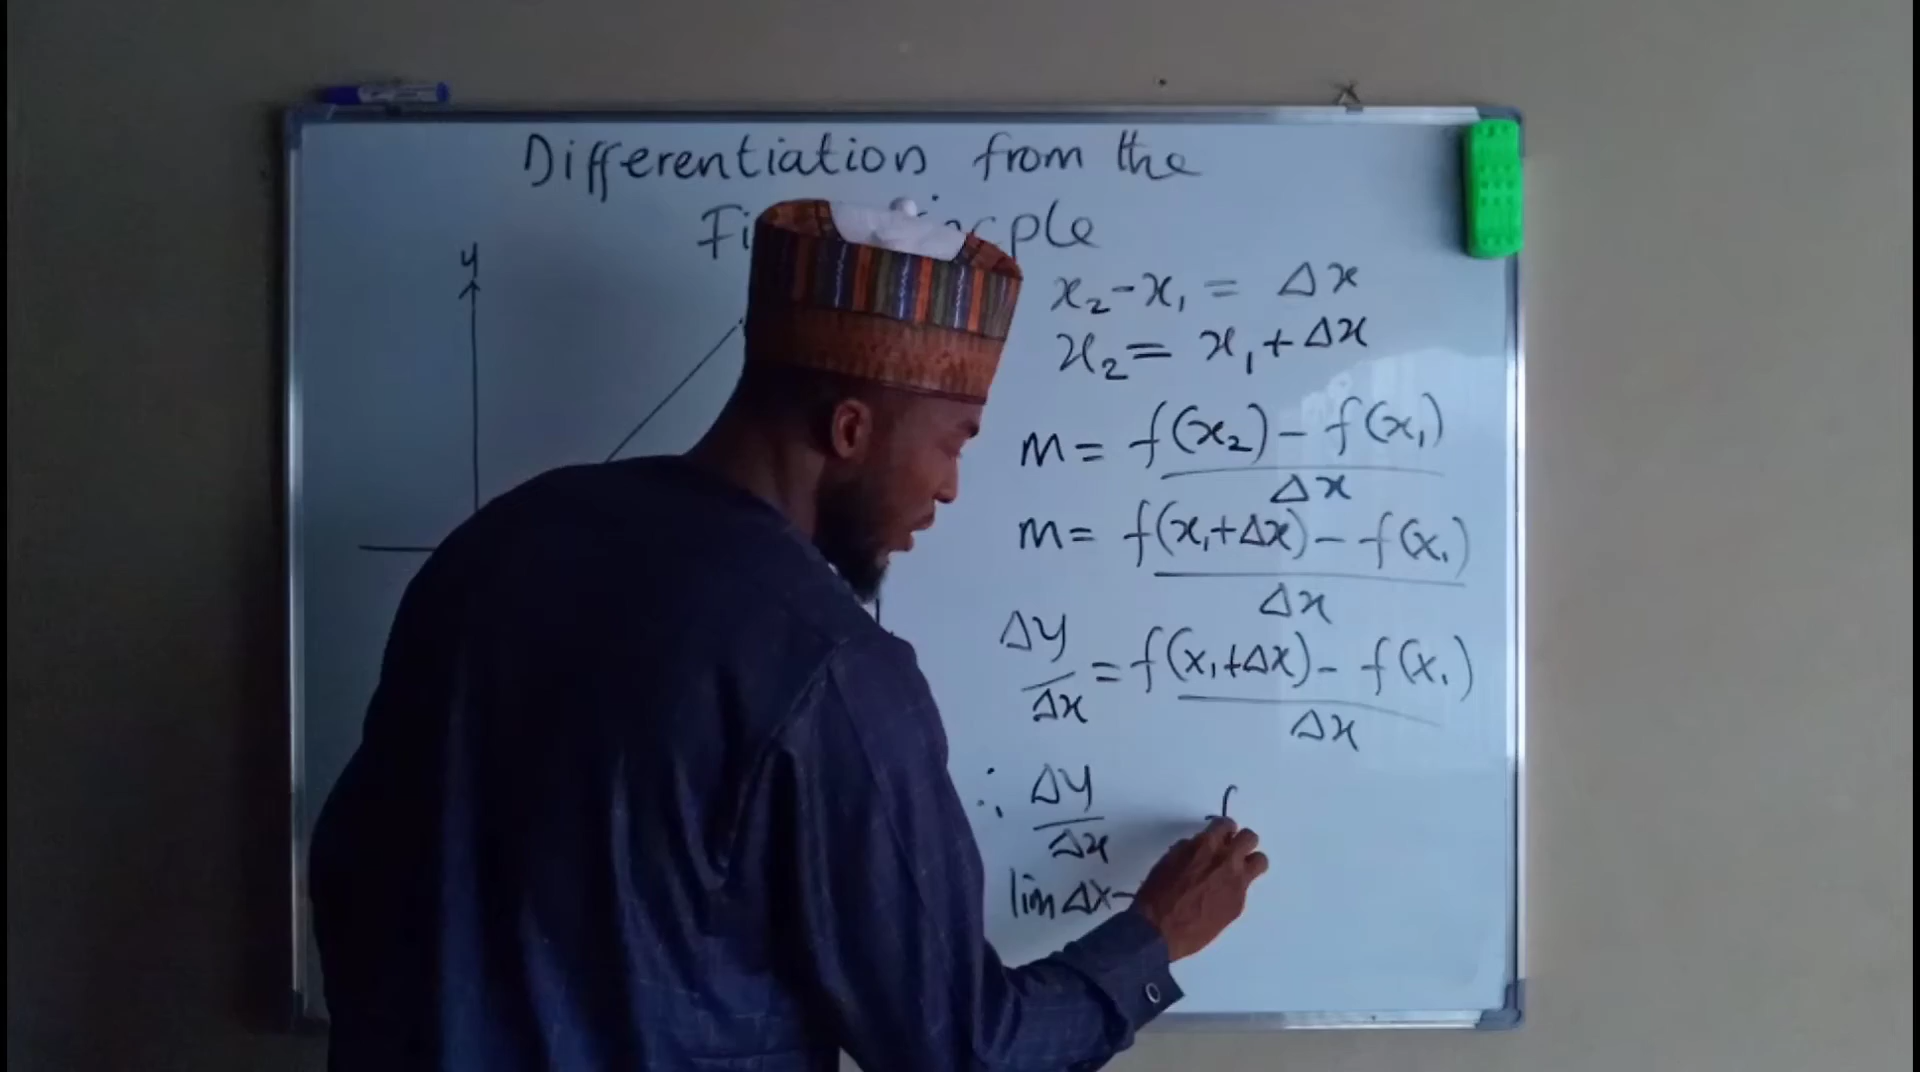 Differentiation from the
y
x₂-x₁ = Δx
x₂ = x₁+Δx
m = f(x₂) - f(x₁)
Δx
m = f(x₁+Δx) - f(x₁)
Δx
Δy
Δx
= f(x₁+Δx) - f(x₁)
Δx
∴ Δy
Δx
f
lim Δx